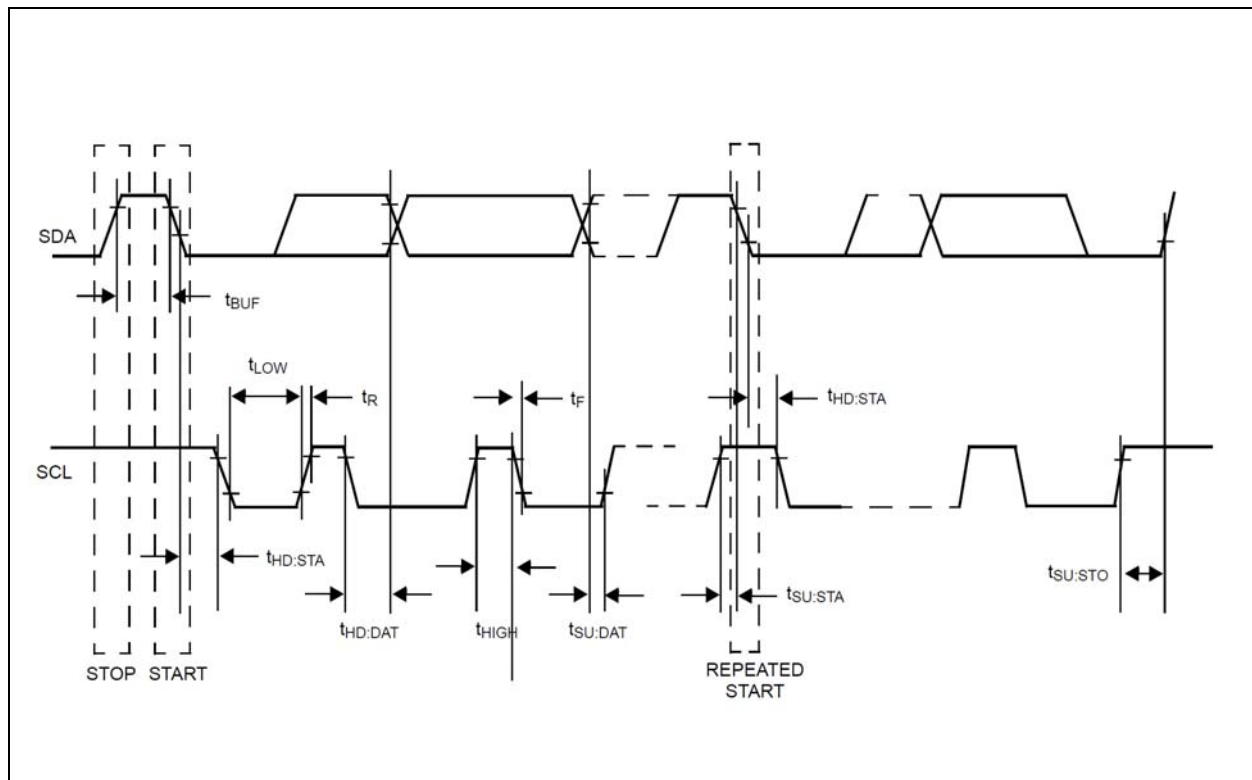 SDA
tBUF
tLOW
tR
tF
tHD:STA
SCL
tHD:STA
tSU:STO
tSU:STA
tHD:DAT
tHIGH
tSU:DAT
STOP
START
REPEATED
START